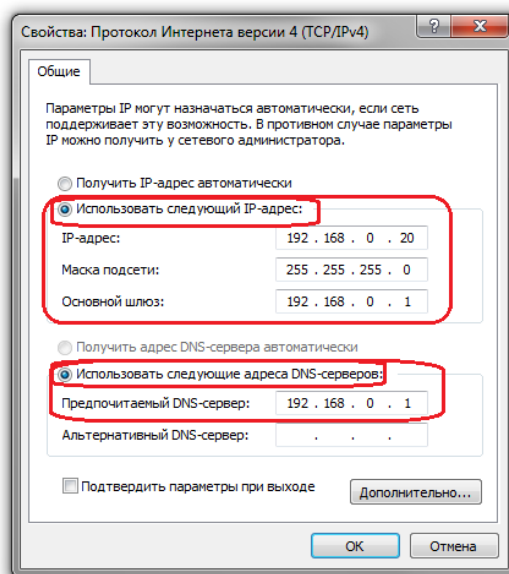 Свойства: Протокол Интернета версии 4 (TCP/IPv4)
Общие
Параметры IP могут назначаться автоматически, если сеть
поддерживает эту возможность. В противном случае параметры
IP можно получить у сетевого администратора.
Получить IP-адрес автоматически
Использовать следующий IP-адрес:
IP-адрес: 192 . 168 . 0 . 20
Маска подсети: 255 . 255 . 255 . 0
Основной шлюз: 192 . 168 . 0 . 1
Получить адрес DNS-сервера автоматически
Использовать следующие адреса DNS-серверов:
Предпочитаемый DNS-сервер: 192 . 168 . 0 . 1
Альтернативный DNS-сервер: . . .
Подтвердить параметры при выходе
Дополнительно...
OK Отмена